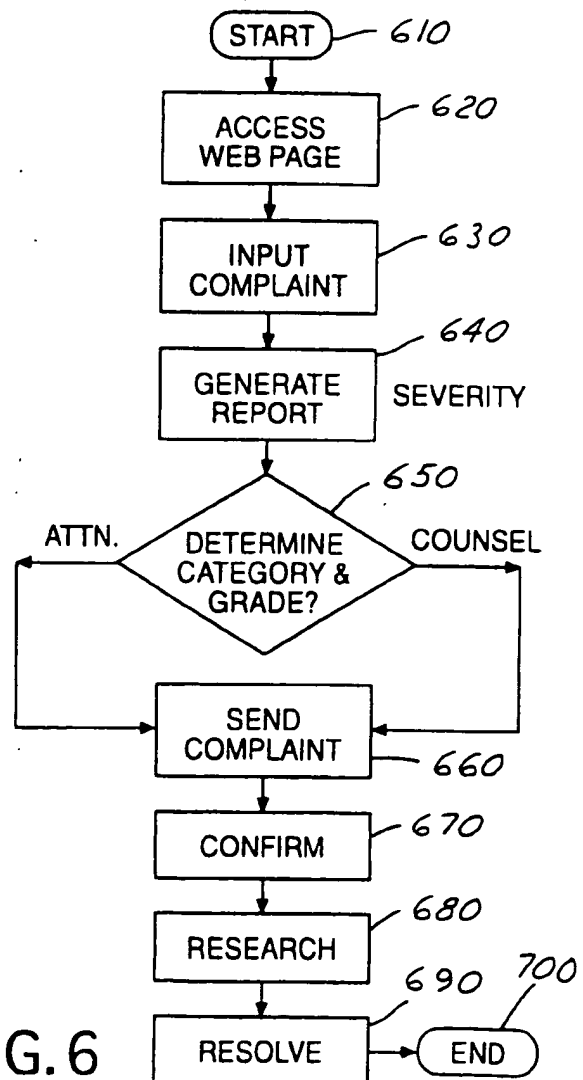 START 610
ACCESS
WEB PAGE
620
INPUT
COMPLAINT
630
GENERATE
REPORT
640
SEVERITY
650
ATTN.
DETERMINE
CATEGORY &
GRADE?
COUNSEL
SEND
COMPLAINT
660
CONFIRM
670
RESEARCH
680
RESOLVE
690
END
700
G.6